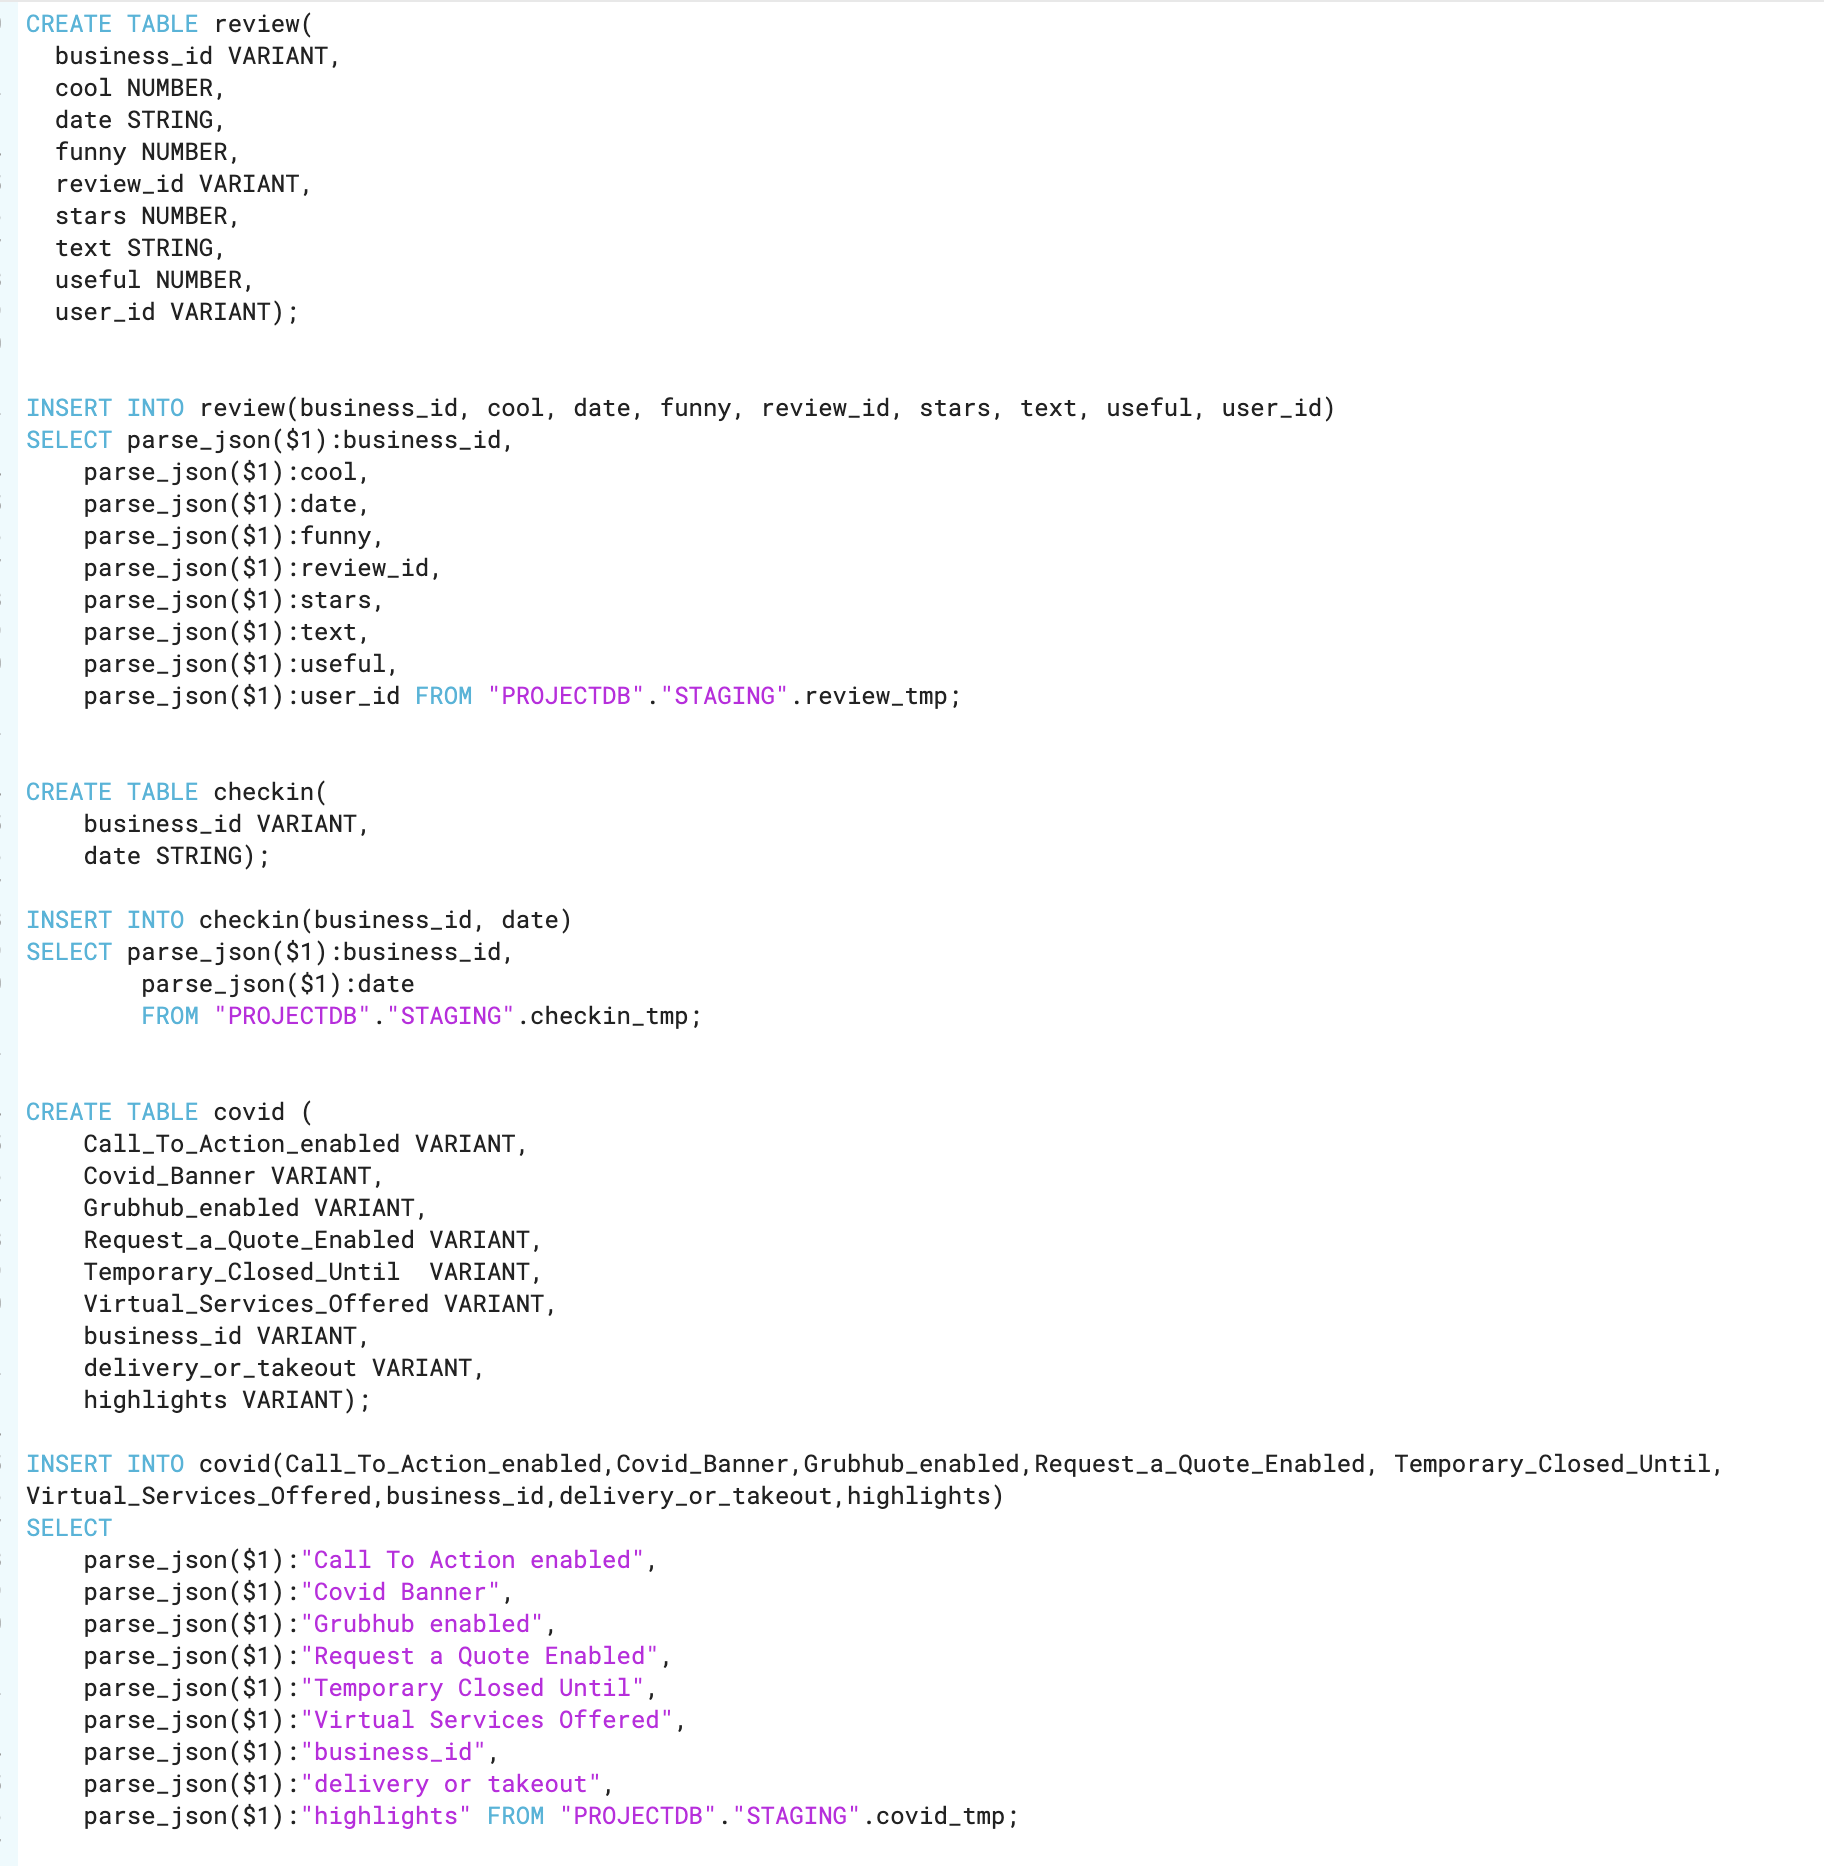 CREATE TABLE review(
  business_id VARIANT,
  cool NUMBER,
  date STRING,
  funny NUMBER,
  review_id VARIANT,
  stars NUMBER,
  text STRING,
  useful NUMBER,
  user_id VARIANT);
INSERT INTO review(business_id, cool, date, funny, review_id, stars, text, useful, user_id)
SELECT parse_json($1):business_id,
    parse_json($1):cool,
    parse_json($1):date,
    parse_json($1):funny,
    parse_json($1):review_id,
    parse_json($1):stars,
    parse_json($1):text,
    parse_json($1):useful,
    parse_json($1):user_id FROM "PROJECTDB"."STAGING".review_tmp;
CREATE TABLE checkin(
    business_id VARIANT,
    date STRING);
INSERT INTO checkin(business_id, date)
SELECT parse_json($1):business_id,
        parse_json($1):date
        FROM "PROJECTDB"."STAGING".checkin_tmp;
CREATE TABLE covid (
    Call_To_Action_enabled VARIANT,
    Covid_Banner VARIANT,
    Grubhub_enabled VARIANT,
    Request_a_Quote_Enabled VARIANT,
    Temporary_Closed_Until  VARIANT,
    Virtual_Services_Offered VARIANT,
    business_id VARIANT,
    delivery_or_takeout VARIANT,
    highlights VARIANT);
INSERT INTO covid(Call_To_Action_enabled,Covid_Banner,Grubhub_enabled,Request_a_Quote_Enabled, Temporary_Closed_Until,
Virtual_Services_Offered,business_id,delivery_or_takeout,highlights)
SELECT
    parse_json($1):"Call To Action enabled",
    parse_json($1):"Covid Banner",
    parse_json($1):"Grubhub enabled",
    parse_json($1):"Request a Quote Enabled",
    parse_json($1):"Temporary Closed Until",
    parse_json($1):"Virtual Services Offered",
    parse_json($1):"business_id",
    parse_json($1):"delivery or takeout",
    parse_json($1):"highlights" FROM "PROJECTDB"."STAGING".covid_tmp;